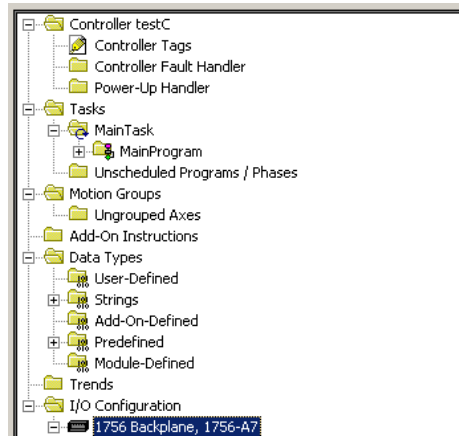 Controller testC
Controller Tags
Controller Fault Handler
Power-Up Handler
Tasks
MainTask
MainProgram
Unscheduled Programs / Phases
Motion Groups
Ungrouped Axes
Add-On Instructions
Data Types
User-Defined
Strings
Add-On-Defined
Predefined
Module-Defined
Trends
I/O Configuration
1756 Backplane, 1756-A7